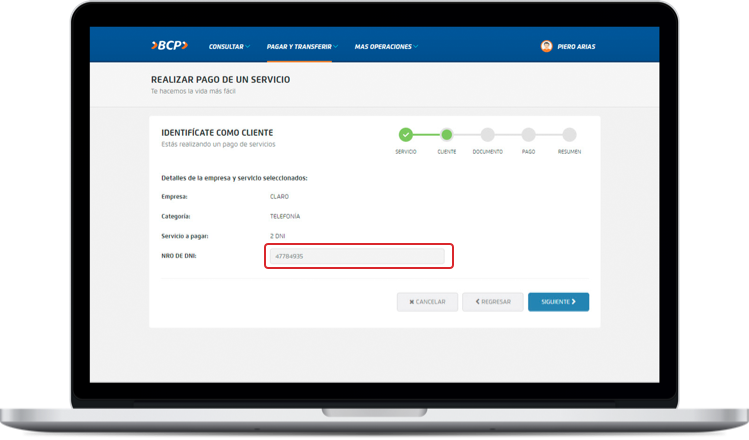 BCP CONSULTAR PAGAR Y TRANSFERIR MAS OPERACIONES PIERO ARIAS
REALIZAR PAGO DE UN SERVICIO
Te hacemos la vida más fácil
IDENTIFÍCATE COMO CLIENTE
Estás realizando un pago de servicios
SERVICIO CLIENTE DOCUMENTO PAGO RESUMEN
Detalles de la empresa y servicio seleccionados:
Empresa: CLARO
Categoría: TELEFONÍA
Servicio a pagar: 2 DNI
NRO DE DNI: 47784935
CANCELAR REGRESAR SIGUIENTE